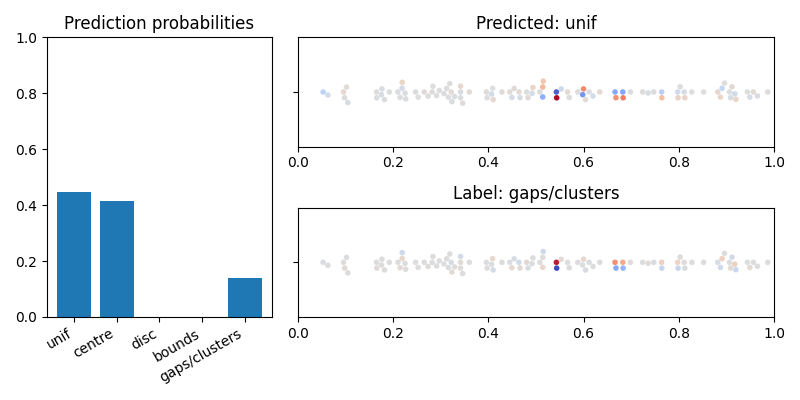 Prediction probabilities
1.0
0.8
0.6
0.4
0.2
0.0
unif
centre
disc
bounds
gaps/clusters
Predicted: unif
0.0 0.2 0.4 0.6 0.8 1.0
Label: gaps/clusters
0.0 0.2 0.4 0.6 0.8 1.0